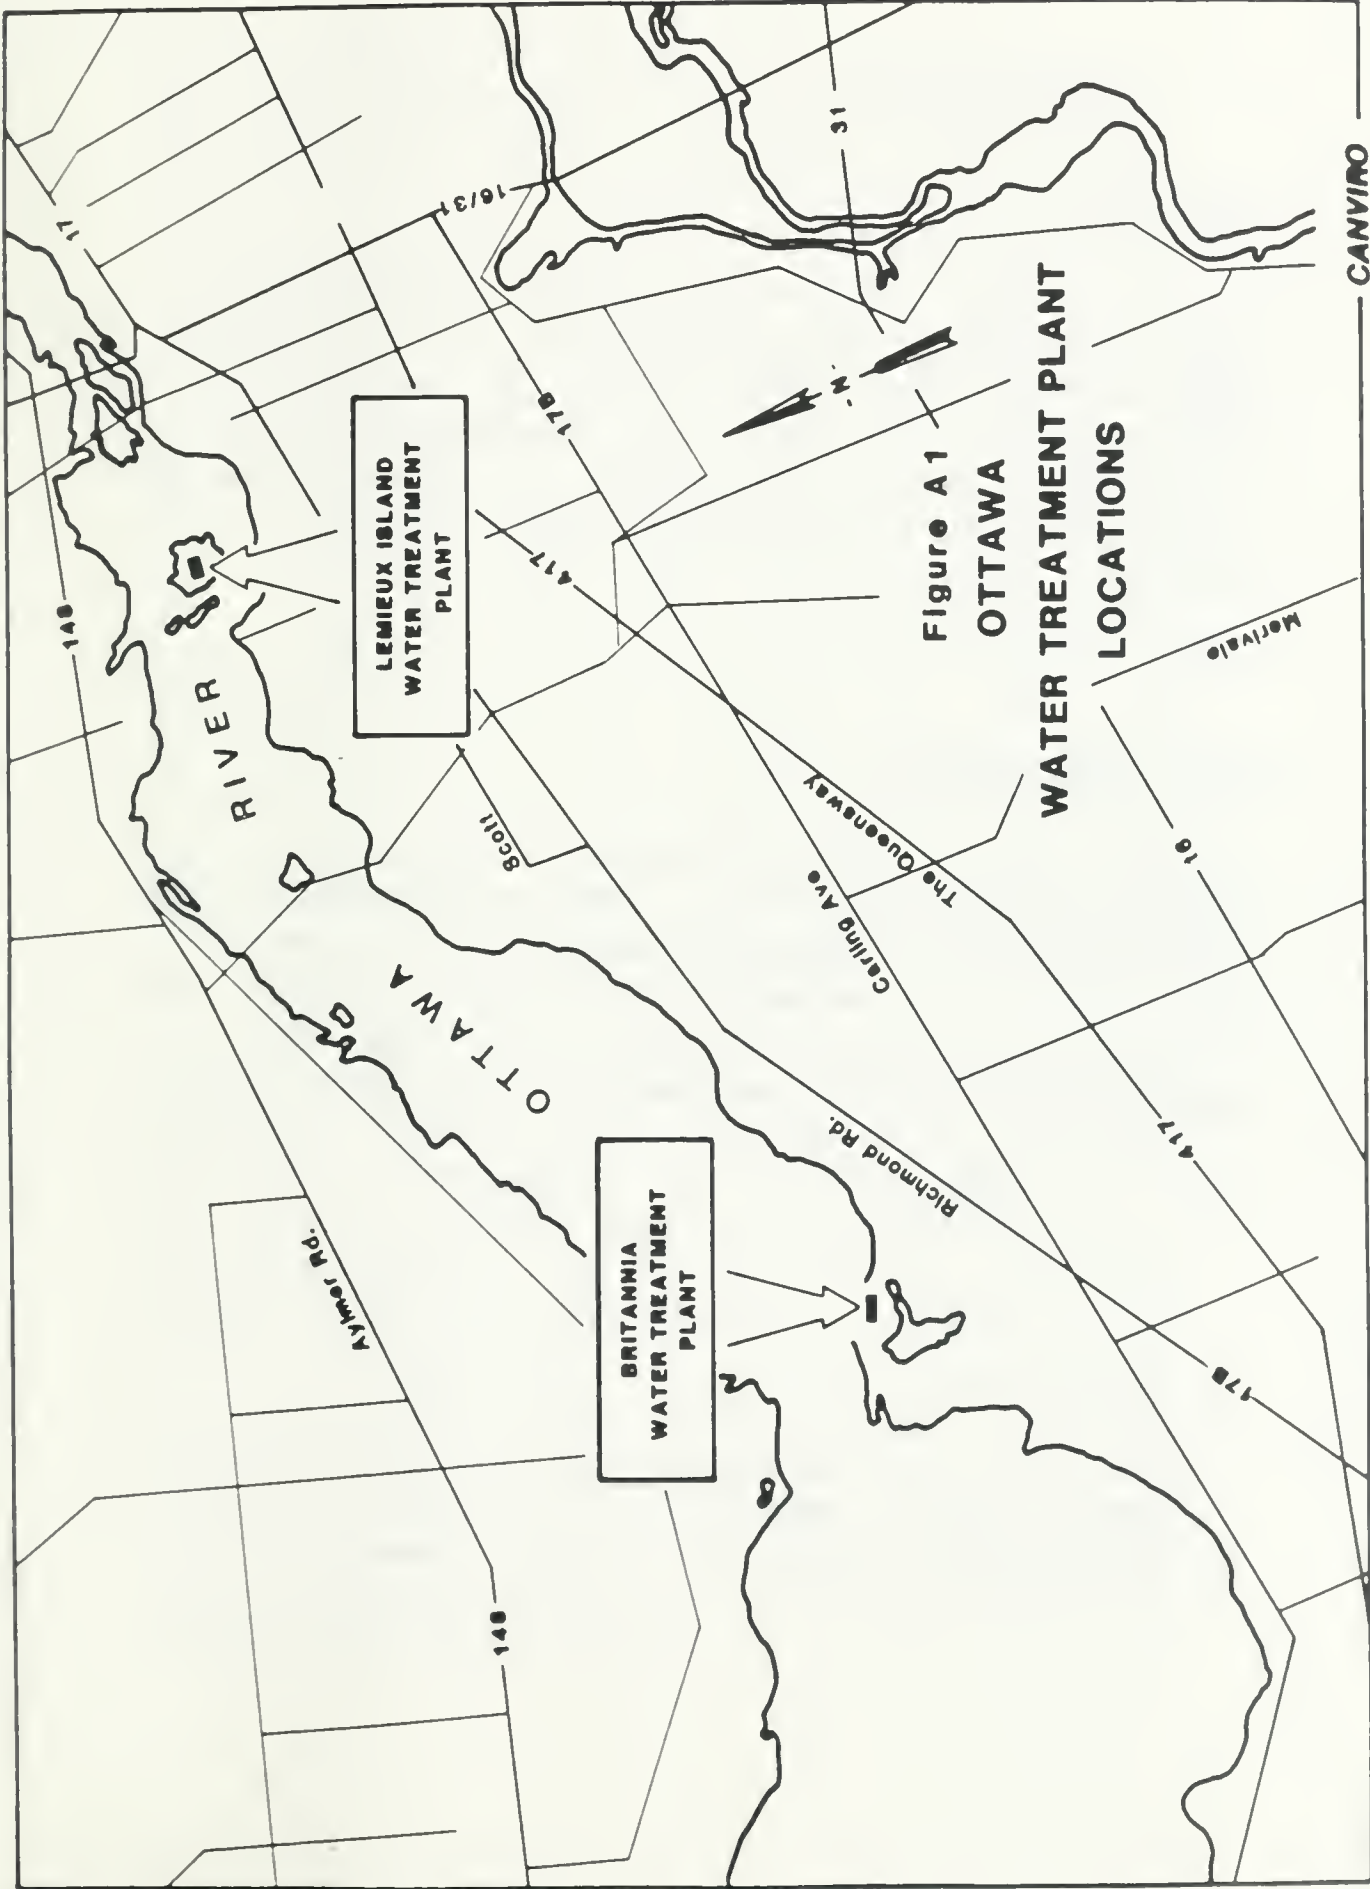 17
148
16/31
31
17B
LEMIEUX ISLAND
WATER TREATMENT
PLANT
417
RIVER
Scott
OTTAWA
N
The Queensway
Carling Ave
Merivale
16
Aylmer Rd.
BRITANNIA
WATER TREATMENT
PLANT
Richmond Rd.
417
17B
148
Figure A1
OTTAWA
WATER TREATMENT PLANT
LOCATIONS
CANVIRO